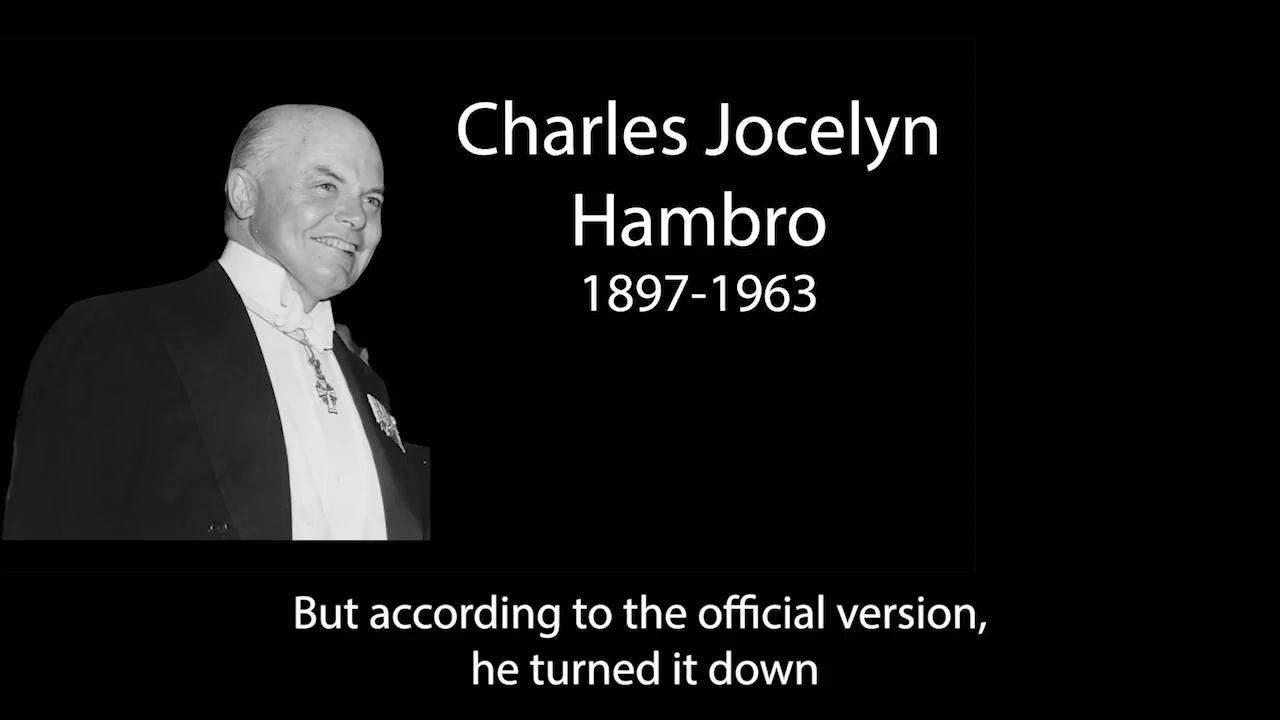 Charles Jocelyn
Hambro
1897-1963
But according to the official version,
he turned it down